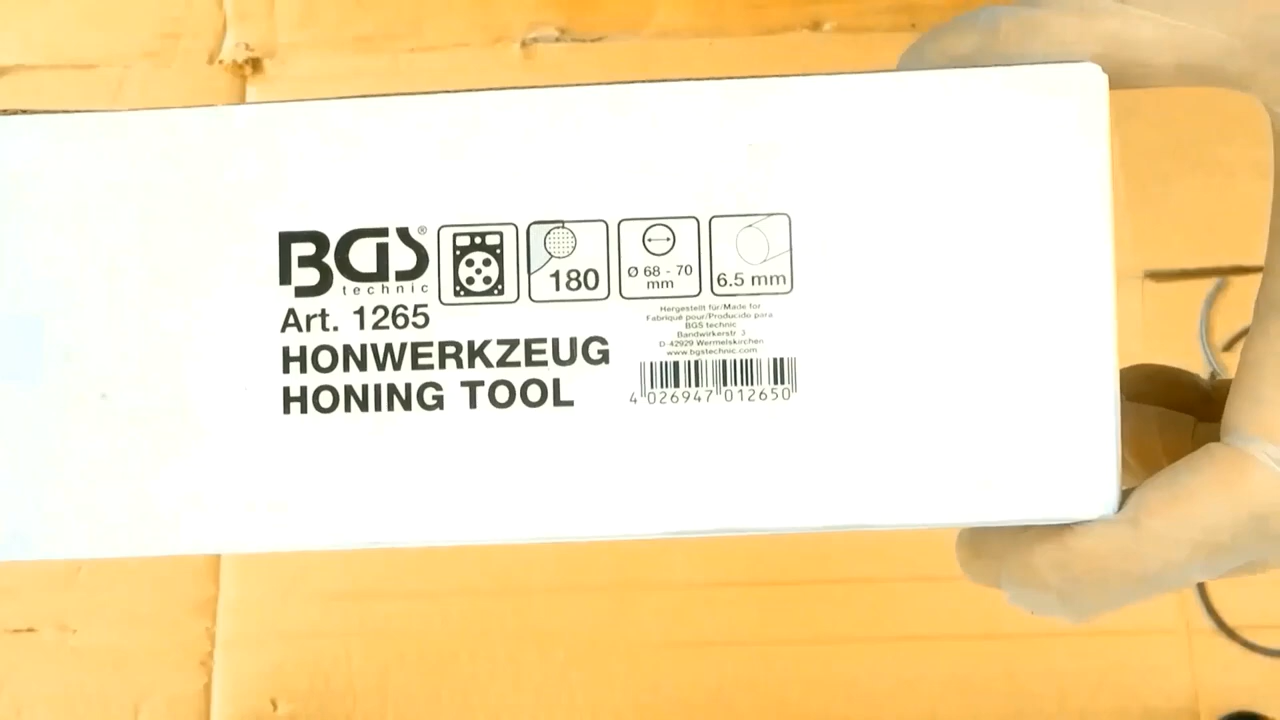 BGS®
technic
180
Ø 68 - 70
mm
6.5 mm
Art. 1265
HONWERKZEUG
HONING TOOL
Hergestellt für/Made for
Fabriqué pour/Producido para
BGS technic
Bandwirkerstr. 3
D-42929 Wermelskirchen
www.bgstechnic.com
4 026947 012650